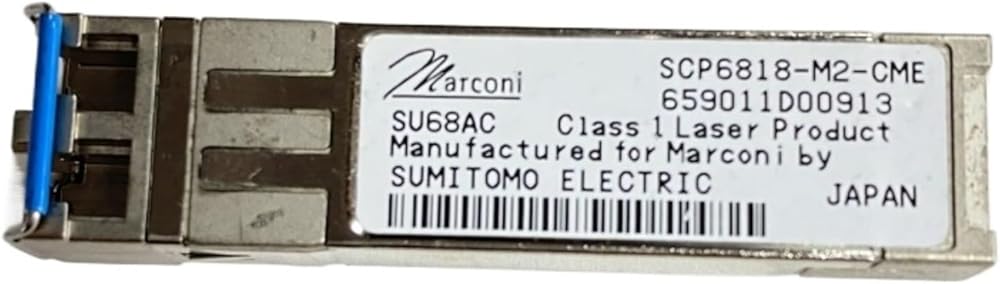 Marconi
SCP6818-M2-CME
659011D00913
SU68AC Class 1 Laser Product
Manufactured for Marconi by
SUMITOMO ELECTRIC
JAPAN